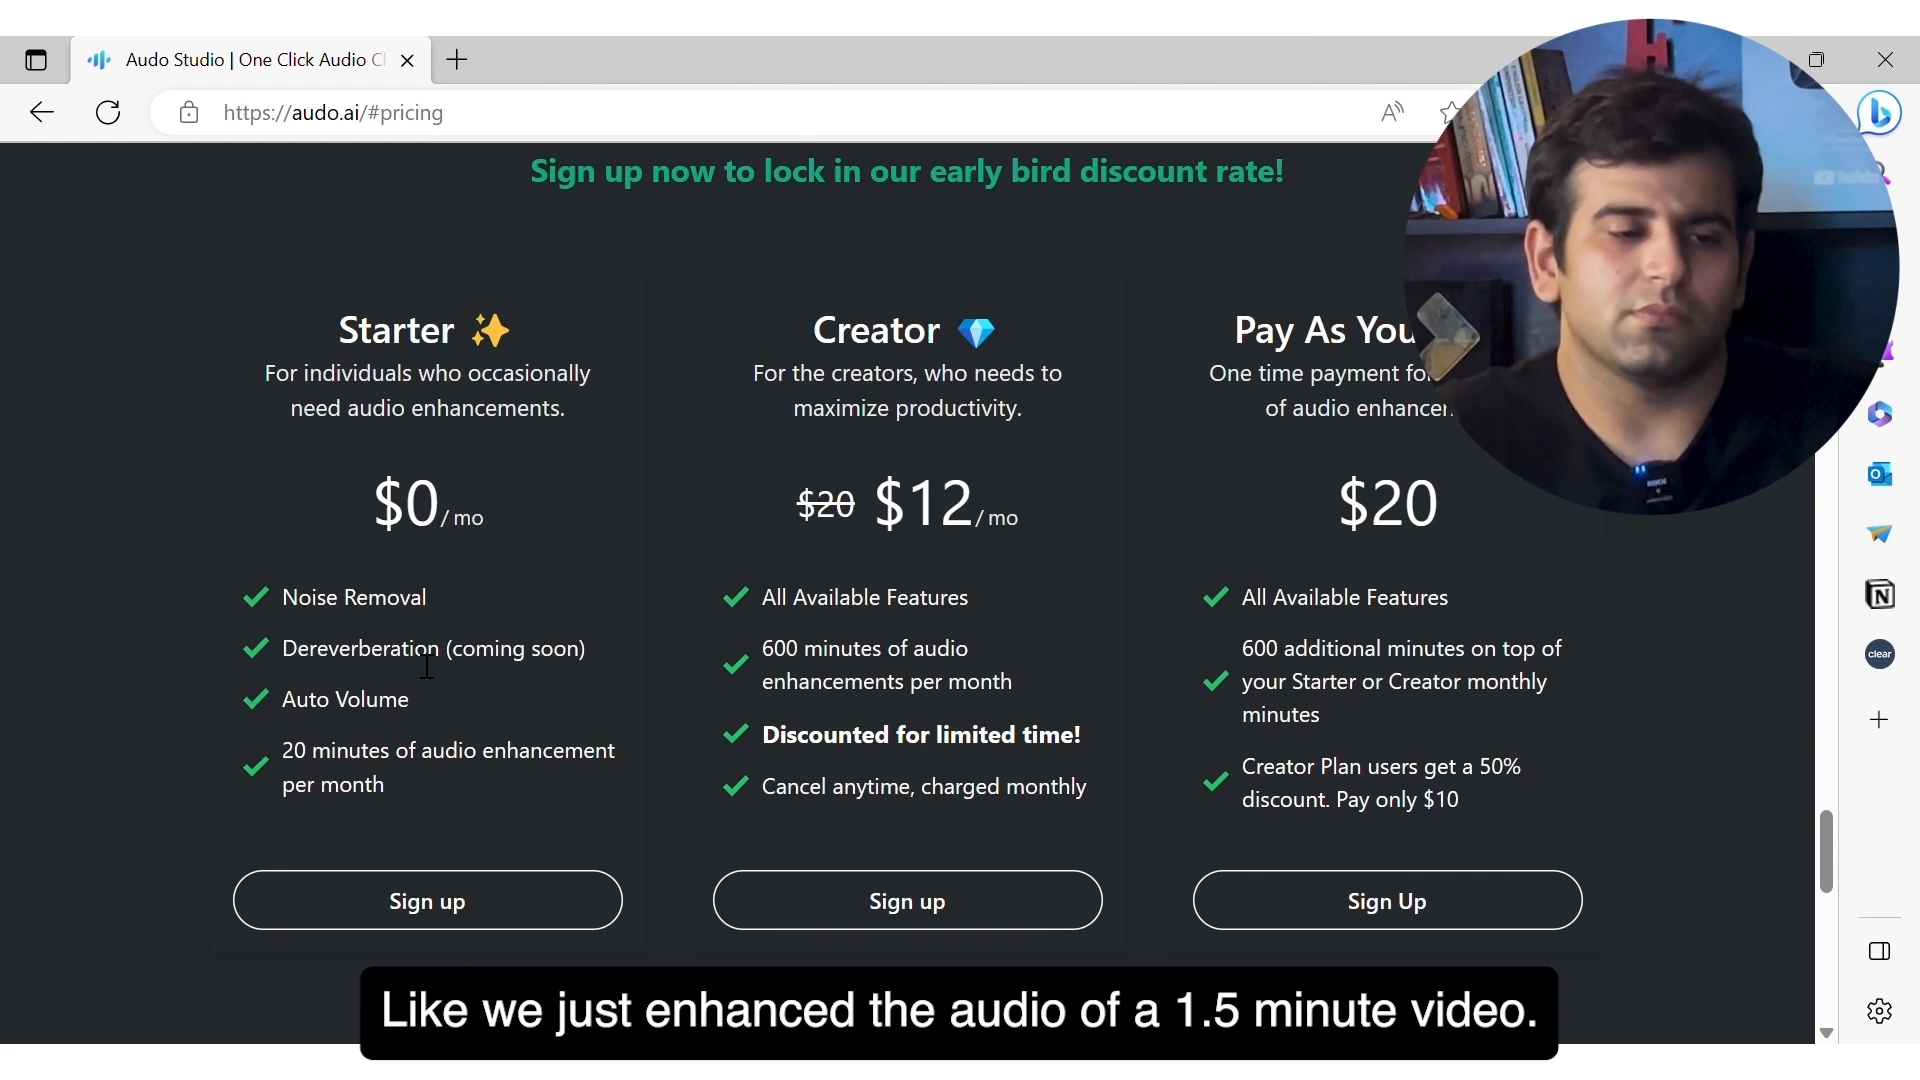 Audo Studio | One Click Audio Cl
https://audo.ai/#pricing
Sign up now to lock in our early bird discount rate!
Starter
For individuals who occasionally
need audio enhancements.
$0/mo
Noise Removal
Dereverberation (coming soon)
Auto Volume
20 minutes of audio enhancement
per month
Sign up
Creator
For the creators, who needs to
maximize productivity.
$20 $12/mo
All Available Features
600 minutes of audio
enhancements per month
Discounted for limited time!
Cancel anytime, charged monthly
Sign up
Pay As You
One time payment for
of audio
$20
All Available Features
600 additional minutes on top of
your Starter or Creator monthly
minutes
Creator Plan users get a 50%
discount. Pay only $10
Sign Up
clear
Like we just enhanced the audio of a 1.5 minute video.